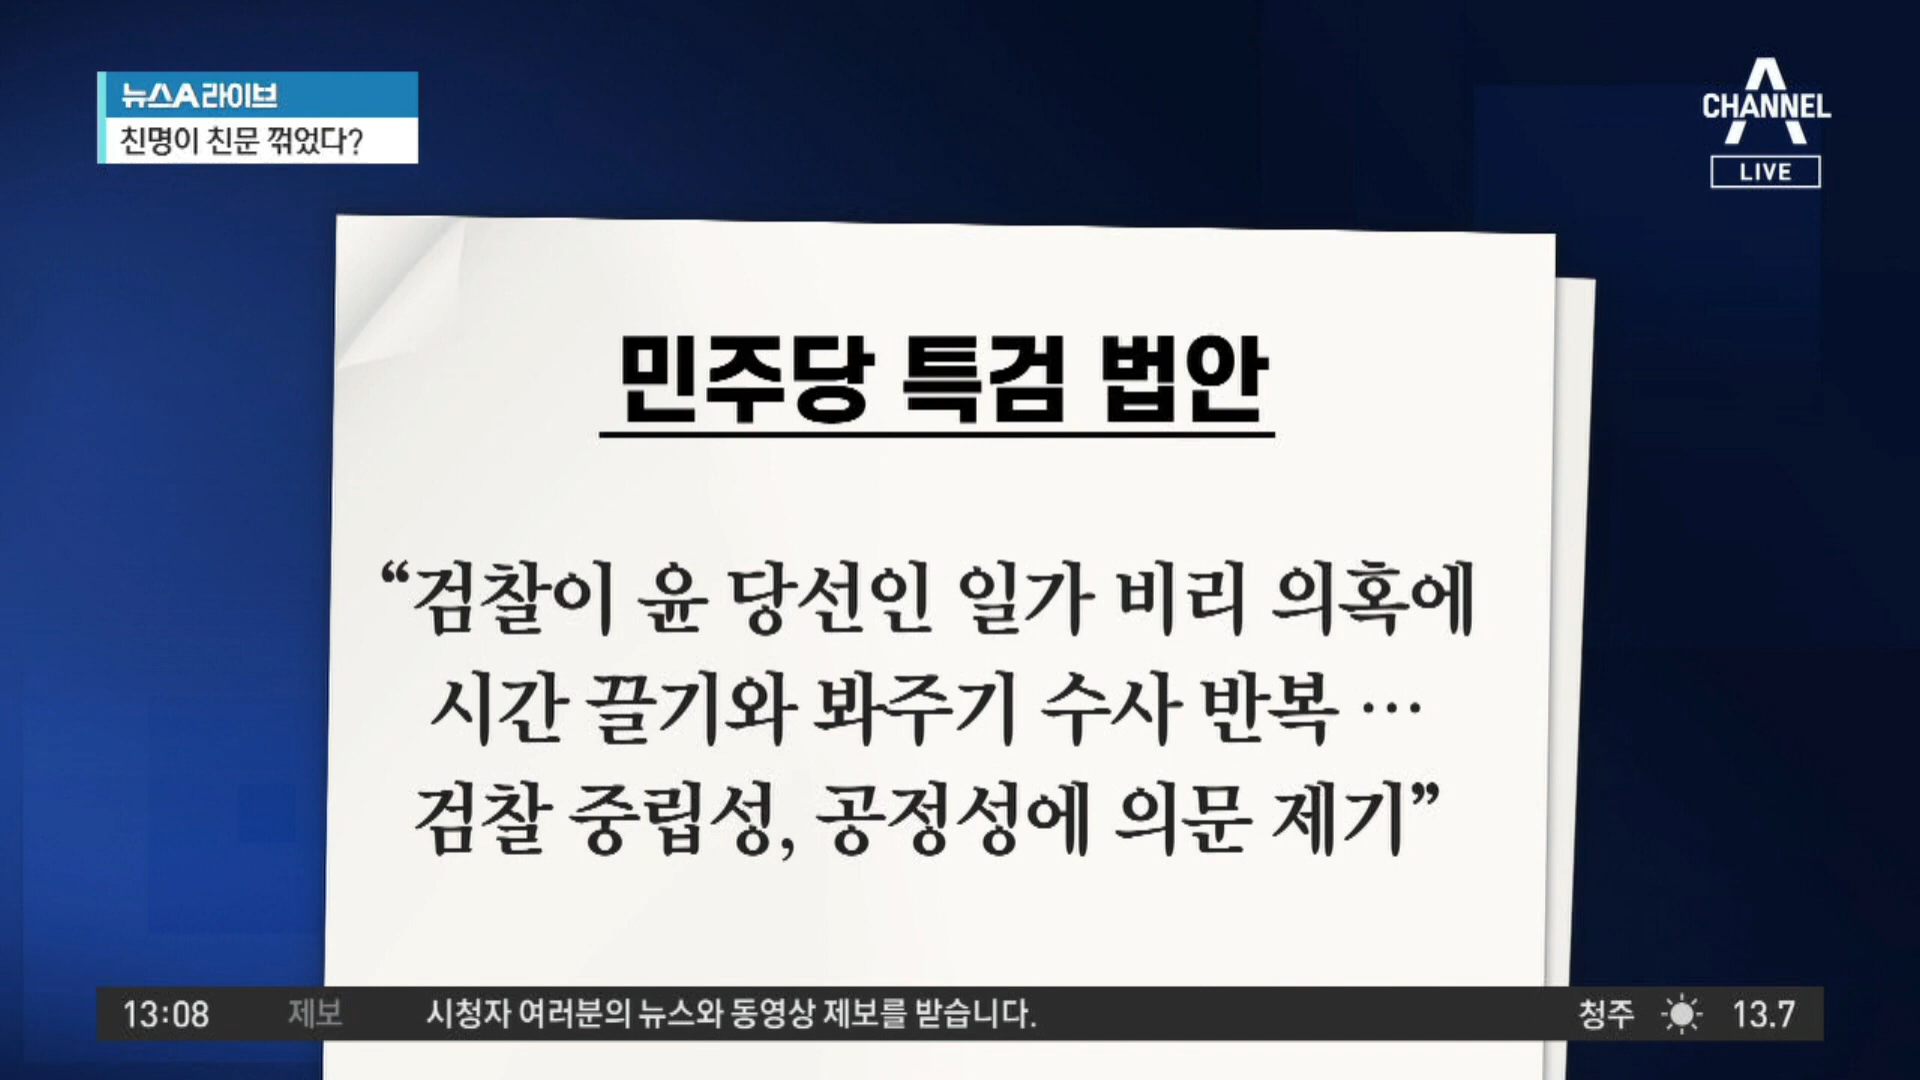 뉴스A라이브
친명이 친문 꺾었다?
CHANNEL A
LIVE
민주당 특검 법안
“검찰이 윤 당선인 일가 비리 의혹에
시간 끌기와 봐주기 수사 반복 …
검찰 중립성, 공정성에 의문 제기”
13:08 제보 시청자 여러분의 뉴스와 동영상 제보를 받습니다. 청주 13.7